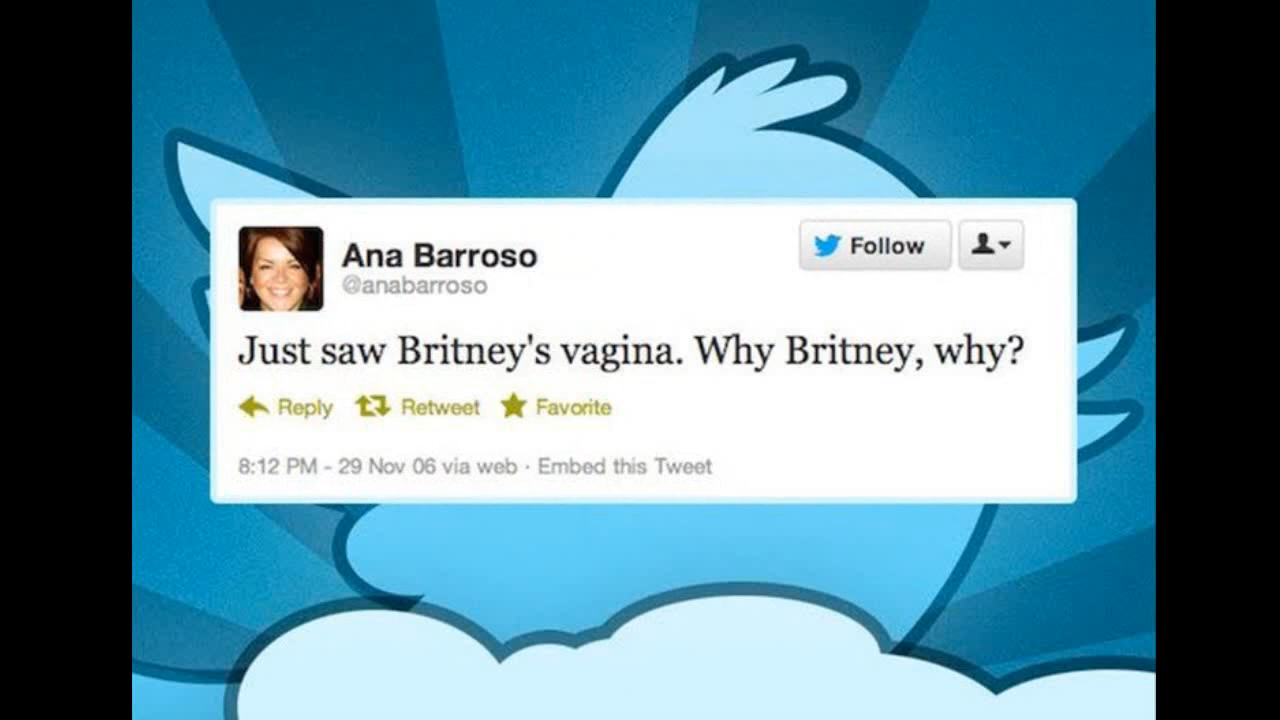 Ana Barroso
@anabarroso
Follow
Just saw Britney's vagina. Why Britney, why?
Reply Retweet Favorite
8:12 PM - 29 Nov 06 via web · Embed this Tweet